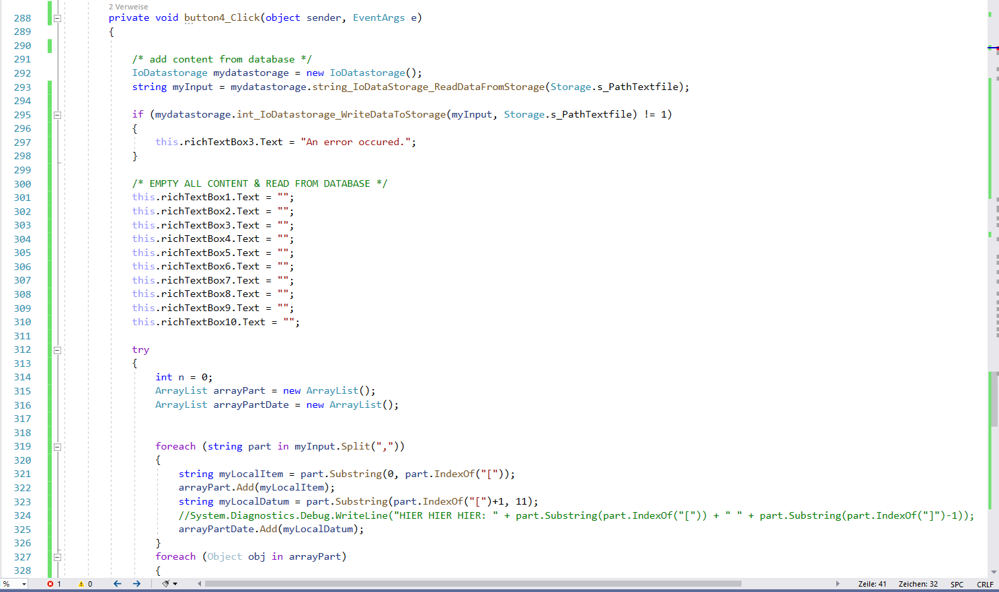 2 Verweise
288 private void button4_Click(object sender, EventArgs e)
289 {
290
291 /* add content from database */
292 IoDatastorage mydatastorage = new IoDatastorage();
293 string myInput = mydatastorage.string_IoDataStorage_ReadDataFromStorage(Storage.s_PathTextfile);
294
295 if (mydatastorage.int_IoDatastorage_WriteDataToStorage(myInput, Storage.s_PathTextfile) != 1)
296 {
297 this.richTextBox3.Text = "An error occured.";
298 }
299
300 /* EMPTY ALL CONTENT & READ FROM DATABASE */
301 this.richTextBox1.Text = "";
302 this.richTextBox2.Text = "";
303 this.richTextBox3.Text = "";
304 this.richTextBox4.Text = "";
305 this.richTextBox5.Text = "";
306 this.richTextBox6.Text = "";
307 this.richTextBox7.Text = "";
308 this.richTextBox8.Text = "";
309 this.richTextBox9.Text = "";
310 this.richTextBox10.Text = "";
311
312 try
313 {
314 int n = 0;
315 ArrayList arrayPart = new ArrayList();
316 ArrayList arrayPartDate = new ArrayList();
317
318
319 foreach (string part in myInput.Split(","))
320 {
321 string myLocalItem = part.Substring(0, part.IndexOf("["));
322 arrayPart.Add(myLocalItem);
323 string myLocalDatum = part.Substring(part.IndexOf("[")+1, 11);
324 //System.Diagnostics.Debug.WriteLine("HIER HIER HIER: " + part.Substring(part.IndexOf("[")) + " " + part.Substring(part.IndexOf("]")-1));
325 arrayPartDate.Add(myLocalDatum);
326 }
327 foreach (Object obj in arrayPart)
328 {
% 1 0 Zeile: 41 Zeichen: 32 SPC CRLF